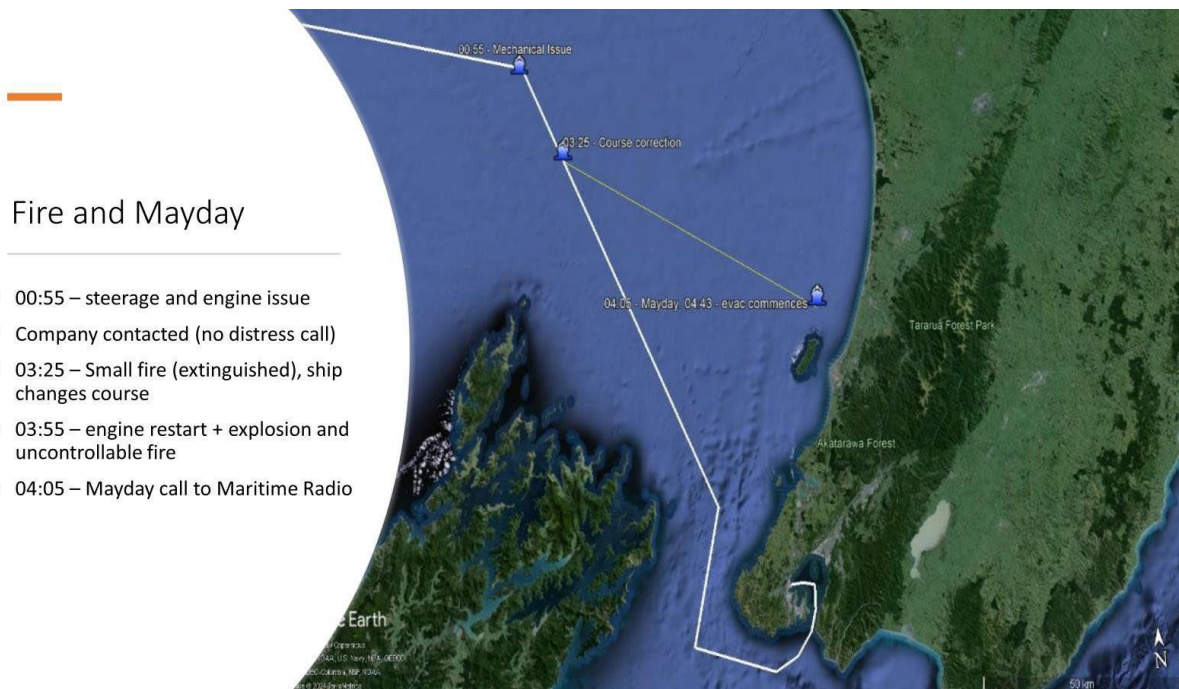 Fire and Mayday
00:55 – steerage and engine issue
Company contacted (no distress call)
03:25 – Small fire (extinguished), ship
changes course
03:55 – engine restart + explosion and
uncontrollable fire
04:05 – Mayday call to Maritime Radio
00:55 - Mechanical Issue
03:25 - Course correction
04:05 - Mayday 04:43 - evac commences
Tararua Forest Park
Akatarawa Forest
Earth
U.S. Navy, NGA, GEBCO
N
50 km